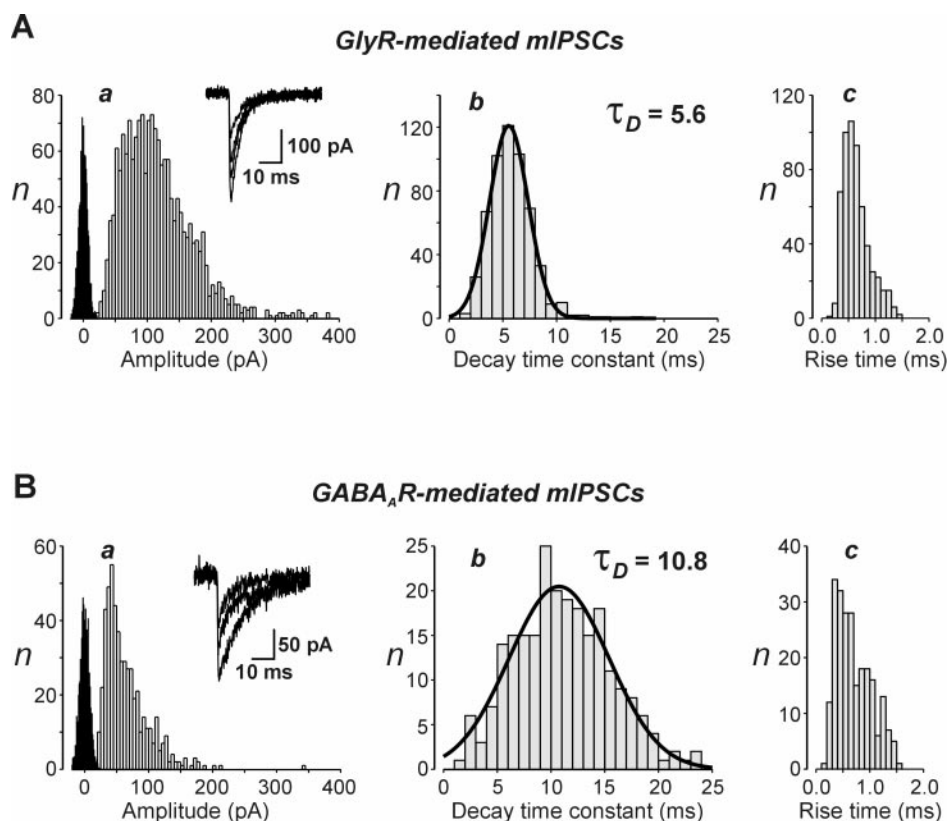 A
GlyR-mediated mIPSCs
a
b
c
τD = 5.6
100 pA
10 ms
n
80
60
40
20
0
0 100 200 300 400
Amplitude (pA)
n
120
80
40
0
0 5 10 15 20 25
Decay time constant (ms)
n
120
80
40
0
0 1.0 2.0
Rise time (ms)
B
GABAAR-mediated mIPSCs
a
b
c
τD = 10.8
50 pA
10 ms
n
60
40
20
0
0 100 200 300 400
Amplitude (pA)
n
25
20
15
10
5
0
0 5 10 15 20 25
Decay time constant (ms)
n
40
30
20
10
0
0 1.0 2.0
Rise time (ms)